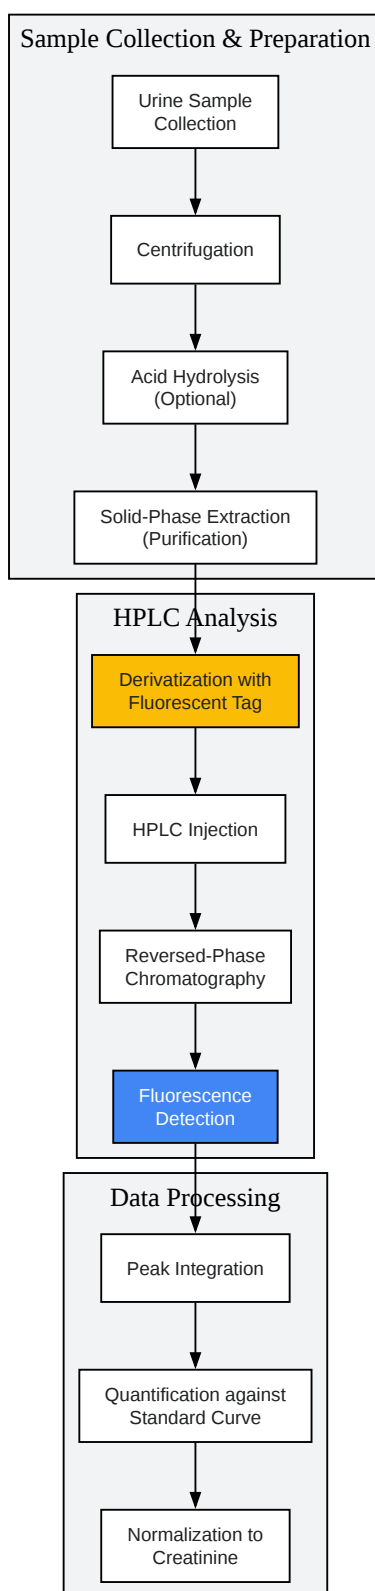 Sample Collection & Preparation
Urine Sample
Collection
Centrifugation
Acid Hydrolysis
(Optional)
Solid-Phase Extraction
(Purification)
HPLC Analysis
Derivatization with
Fluorescent Tag
HPLC Injection
Reversed-Phase
Chromatography
Fluorescence
Detection
Data Processing
Peak Integration
Quantification against
Standard Curve
Normalization to
Creatinine